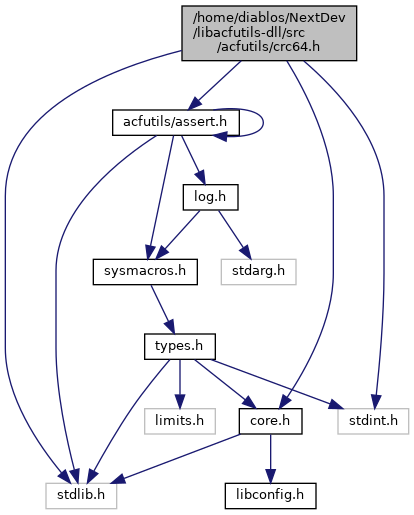 /home/diablos/NextDev
/libacfutils-dll/src
/acfutils/crc64.h
acfutils/assert.h
log.h
sysmacros.h
stdarg.h
types.h
limits.h
core.h
stdint.h
stdlib.h
libconfig.h